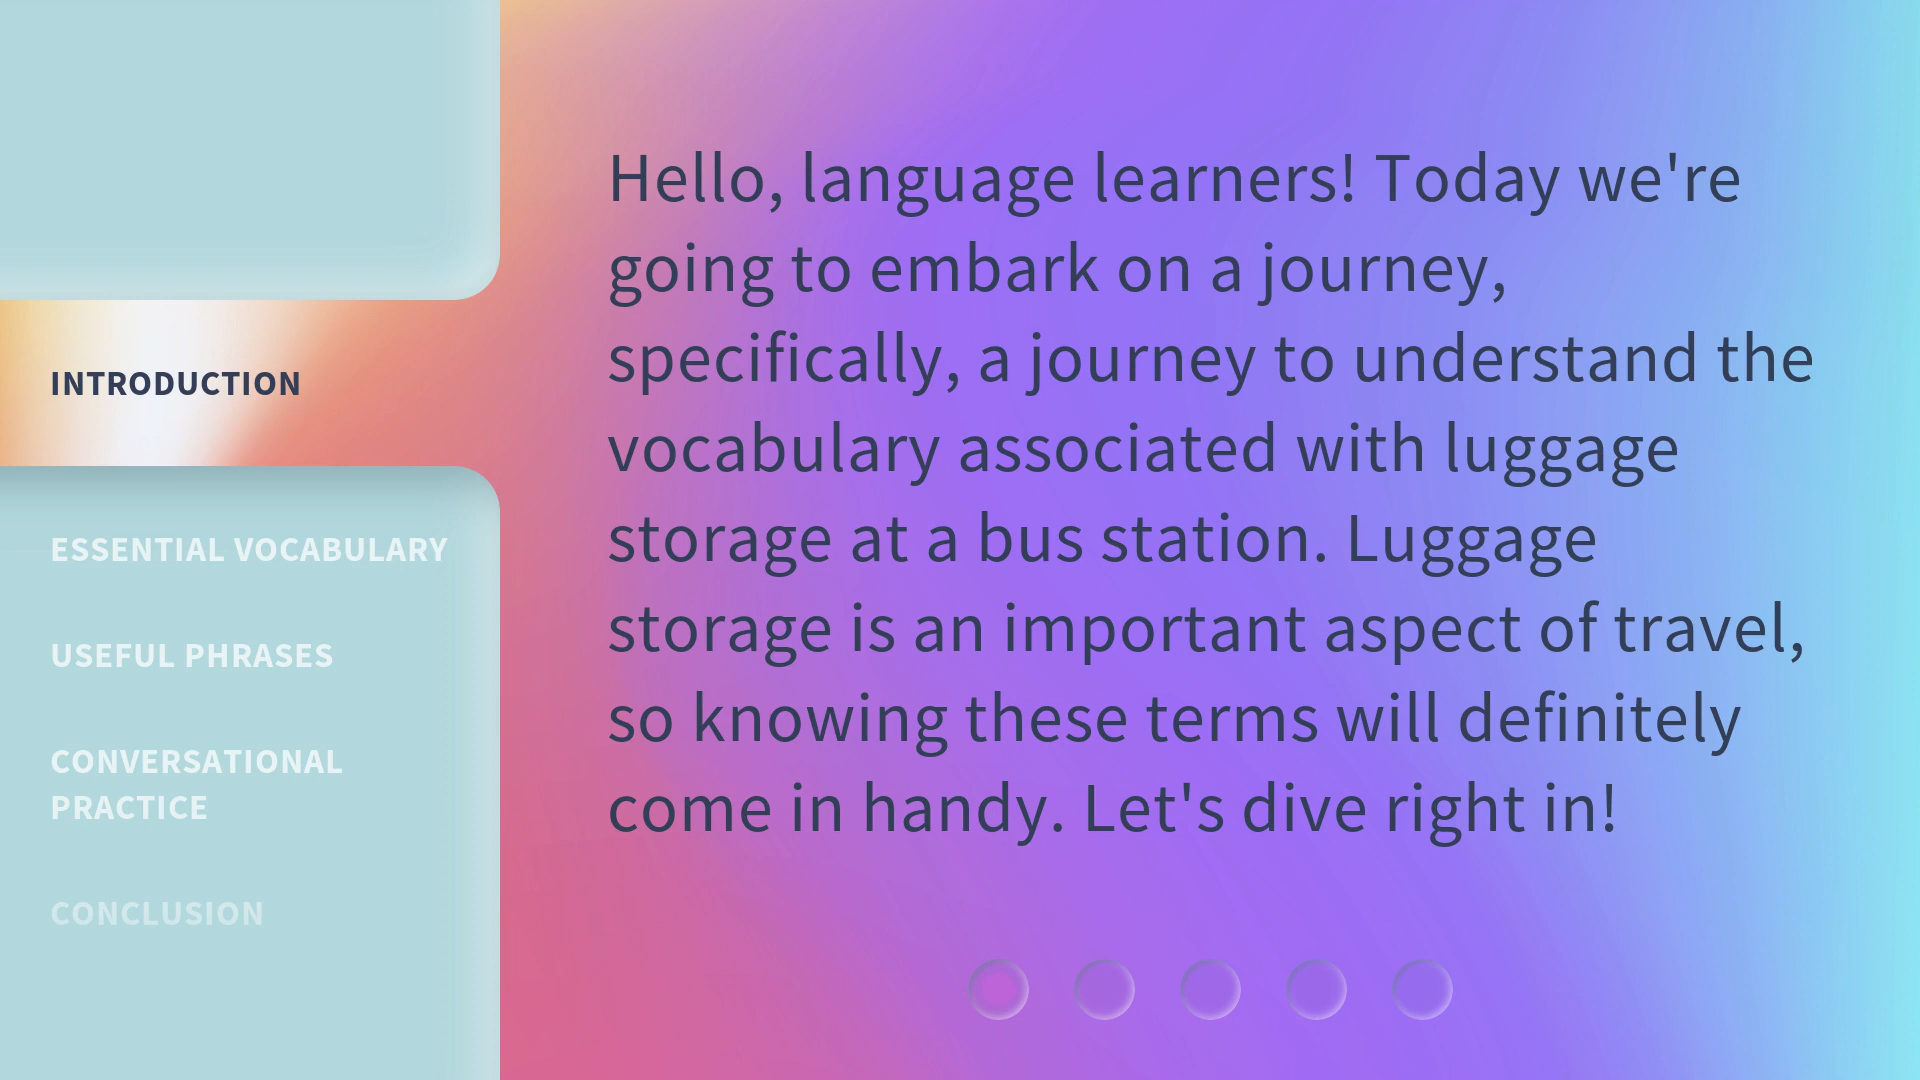 INTRODUCTION
ESSENTIAL VOCABULARY
USEFUL PHRASES
CONVERSATIONAL
PRACTICE
CONCLUSION
Hello, language learners! Today we're
going to embark on a journey,
specifically, a journey to understand the
vocabulary associated with luggage
storage at a bus station. Luggage
storage is an important aspect of travel,
so knowing these terms will definitely
come in handy. Let's dive right in!